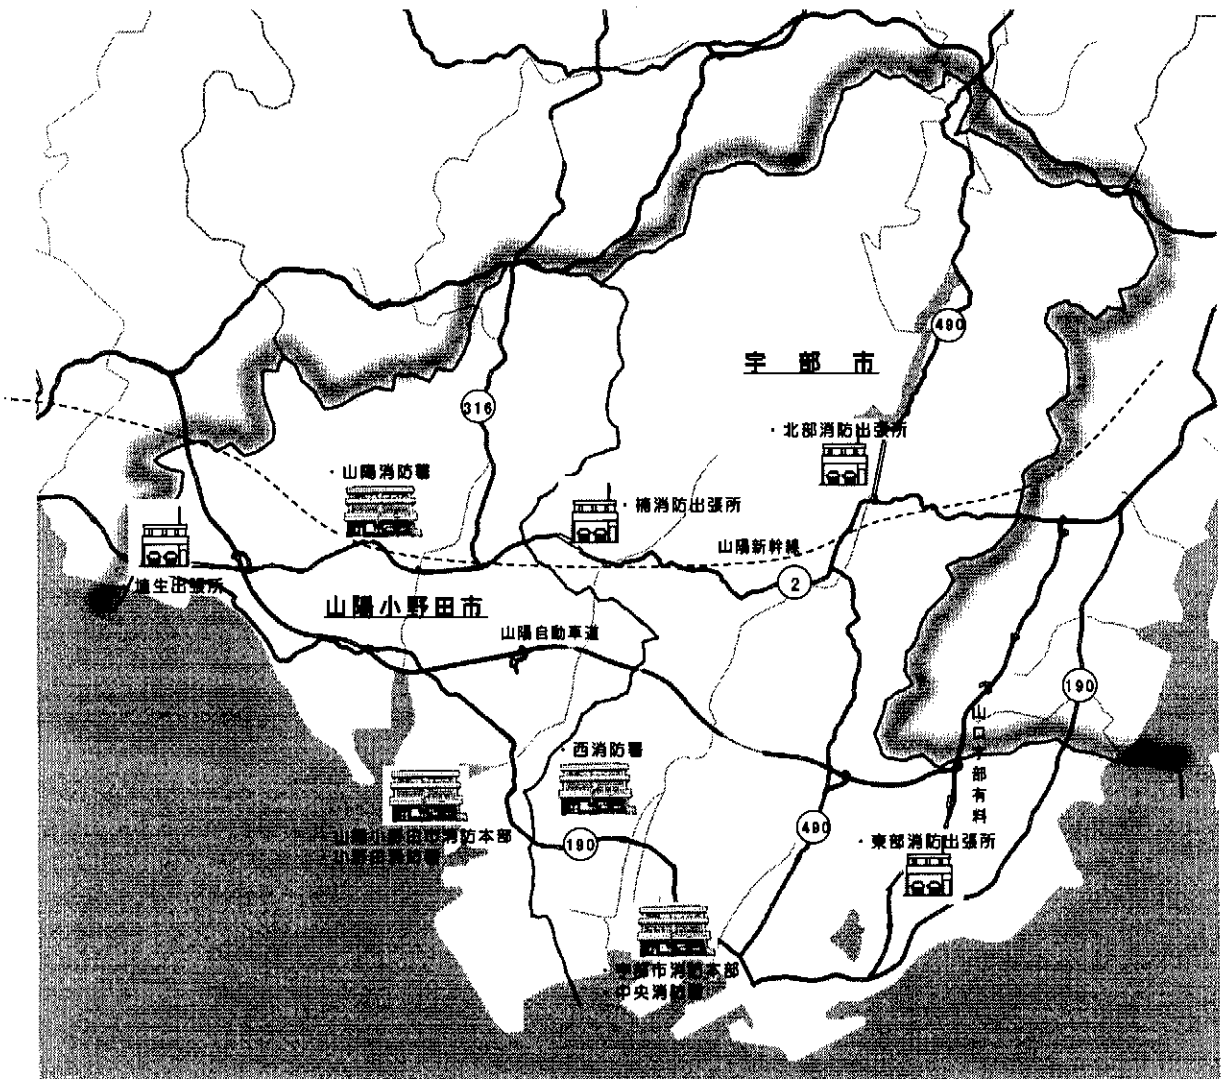 490
宇部市
316
・北部消防出張所
・山陽消防署
・楠消防出張所
山陽新幹線
埴生出張所
2
山陽小野田市
山陽自動車道
190
山口宇部有料
・西消防署
山陽小野田市消防本部
小野田消防署
190
490
・東部消防出張所
・宇部市消防本部
・中央消防署